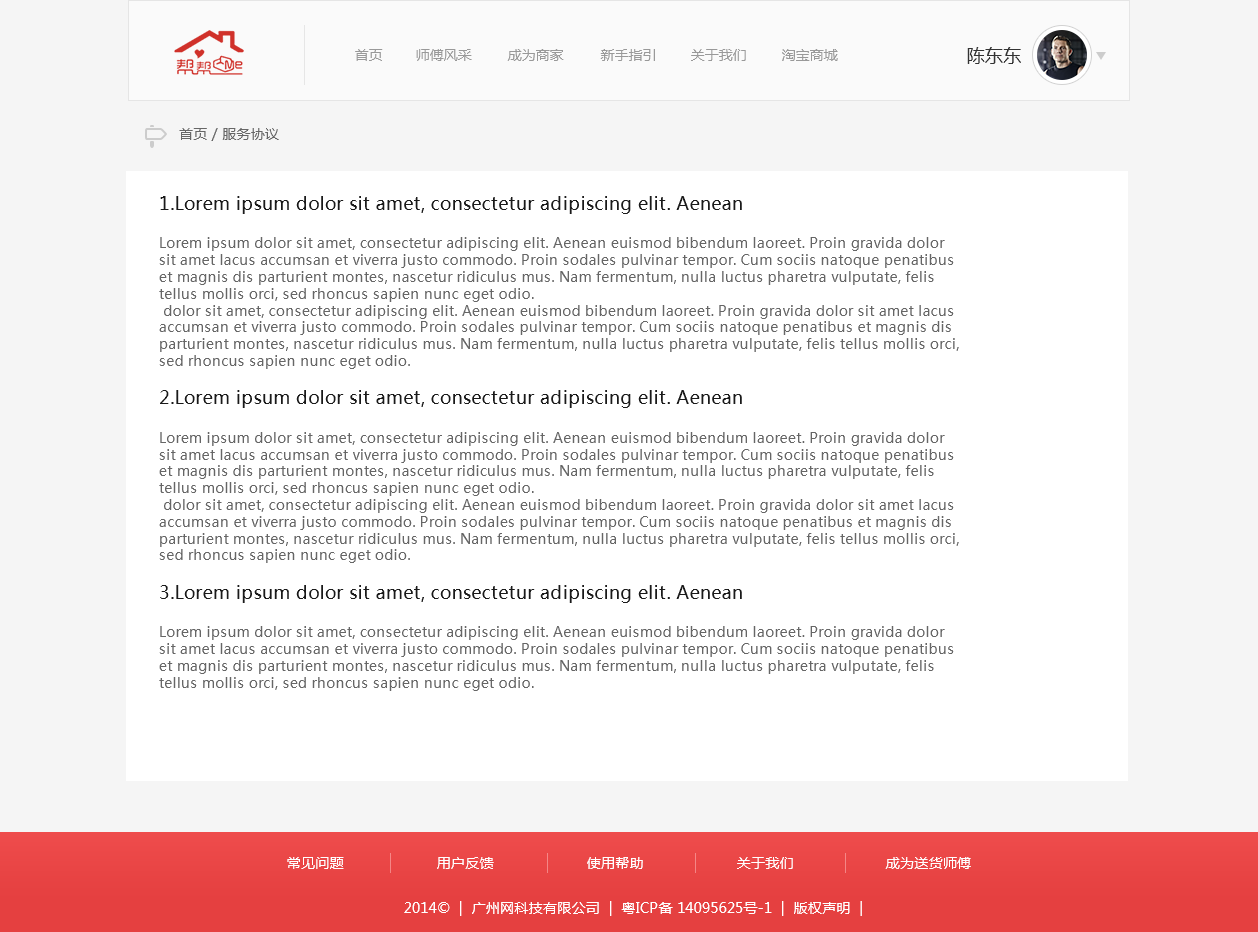 帮帮Me
首页 师傅风采 成为商家 新手指引 关于我们 淘宝商城 陈东东
首页 / 服务协议
1.Lorem ipsum dolor sit amet, consectetur adipiscing elit. Aenean
Lorem ipsum dolor sit amet, consectetur adipiscing elit. Aenean euismod bibendum laoreet. Proin gravida dolor
sit amet lacus accumsan et viverra justo commodo. Proin sodales pulvinar tempor. Cum sociis natoque penatibus
et magnis dis parturient montes, nascetur ridiculus mus. Nam fermentum, nulla luctus pharetra vulputate, felis
tellus mollis orci, sed rhoncus sapien nunc eget odio.
dolor sit amet, consectetur adipiscing elit. Aenean euismod bibendum laoreet. Proin gravida dolor sit amet lacus
accumsan et viverra justo commodo. Proin sodales pulvinar tempor. Cum sociis natoque penatibus et magnis dis
parturient montes, nascetur ridiculus mus. Nam fermentum, nulla luctus pharetra vulputate, felis tellus mollis orci,
sed rhoncus sapien nunc eget odio.
2.Lorem ipsum dolor sit amet, consectetur adipiscing elit. Aenean
Lorem ipsum dolor sit amet, consectetur adipiscing elit. Aenean euismod bibendum laoreet. Proin gravida dolor
sit amet lacus accumsan et viverra justo commodo. Proin sodales pulvinar tempor. Cum sociis natoque penatibus
et magnis dis parturient montes, nascetur ridiculus mus. Nam fermentum, nulla luctus pharetra vulputate, felis
tellus mollis orci, sed rhoncus sapien nunc eget odio.
dolor sit amet, consectetur adipiscing elit. Aenean euismod bibendum laoreet. Proin gravida dolor sit amet lacus
accumsan et viverra justo commodo. Proin sodales pulvinar tempor. Cum sociis natoque penatibus et magnis dis
parturient montes, nascetur ridiculus mus. Nam fermentum, nulla luctus pharetra vulputate, felis tellus mollis orci,
sed rhoncus sapien nunc eget odio.
3.Lorem ipsum dolor sit amet, consectetur adipiscing elit. Aenean
Lorem ipsum dolor sit amet, consectetur adipiscing elit. Aenean euismod bibendum laoreet. Proin gravida dolor
sit amet lacus accumsan et viverra justo commodo. Proin sodales pulvinar tempor. Cum sociis natoque penatibus
et magnis dis parturient montes, nascetur ridiculus mus. Nam fermentum, nulla luctus pharetra vulputate, felis
tellus mollis orci, sed rhoncus sapien nunc eget odio.
常见问题 用户反馈 使用帮助 关于我们 成为送货师傅
2014© | 广州网科技有限公司 | 粤ICP备 14095625号-1 | 版权声明 |